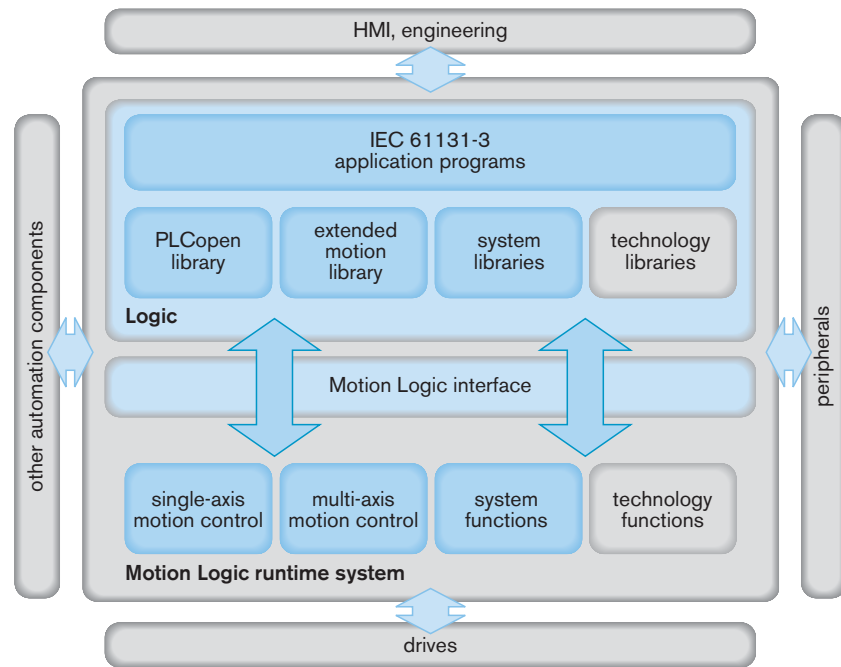 HMI, engineering
other automation components
IEC 61131-3
application programs
PLCopen
library
extended
motion
library
system
libraries
technology
libraries
Logic
Motion Logic interface
single-axis
motion control
multi-axis
motion control
system
functions
technology
functions
Motion Logic runtime system
peripherals
drives